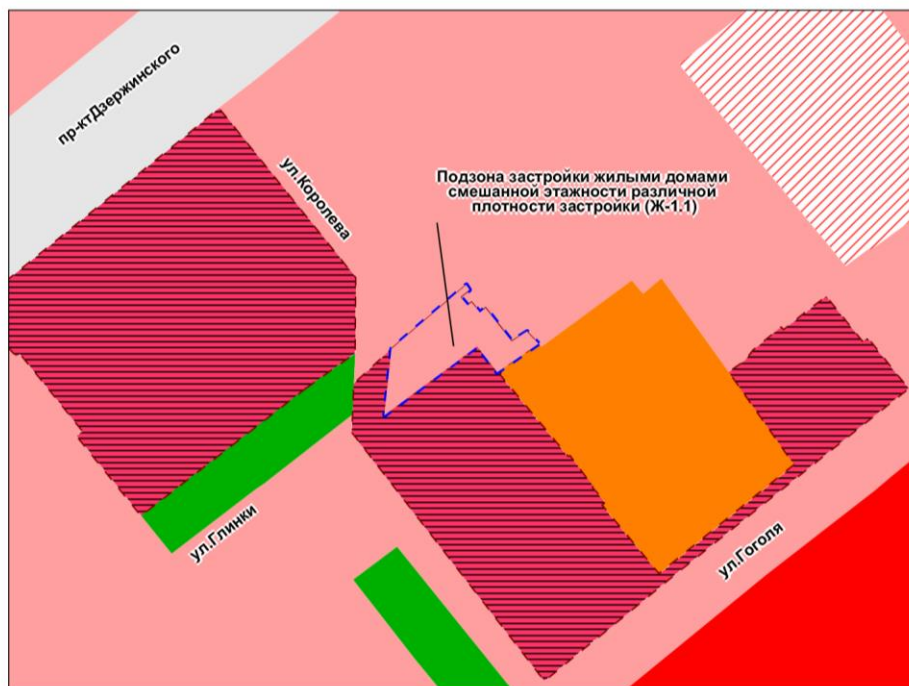 пр-ктДзержинского
ул.Королева
Подзона застройки жилыми домами
смешанной этажности различной
плотности застройки (Ж-1.1)
ул.Глинки
ул.Гоголя